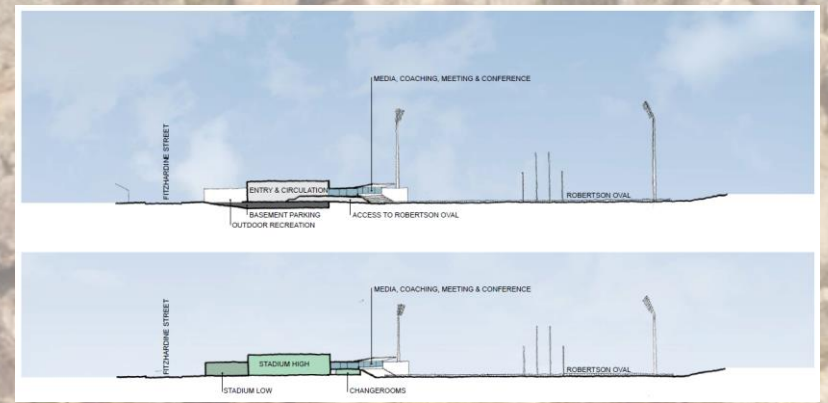 MEDIA, COACHING, MEETING & CONFERENCE
FITZHARDINE STREET
ENTRY & CIRCULATION
ROBERTSON OVAL
BASEMENT PARKING
ACCESS TO ROBERTSON OVAL
OUTDOOR RECREATION
MEDIA, COACHING, MEETING & CONFERENCE
FITZHARDINE STREET
STADIUM HIGH
ROBERTSON OVAL
STADIUM LOW
CHANGEROOMS